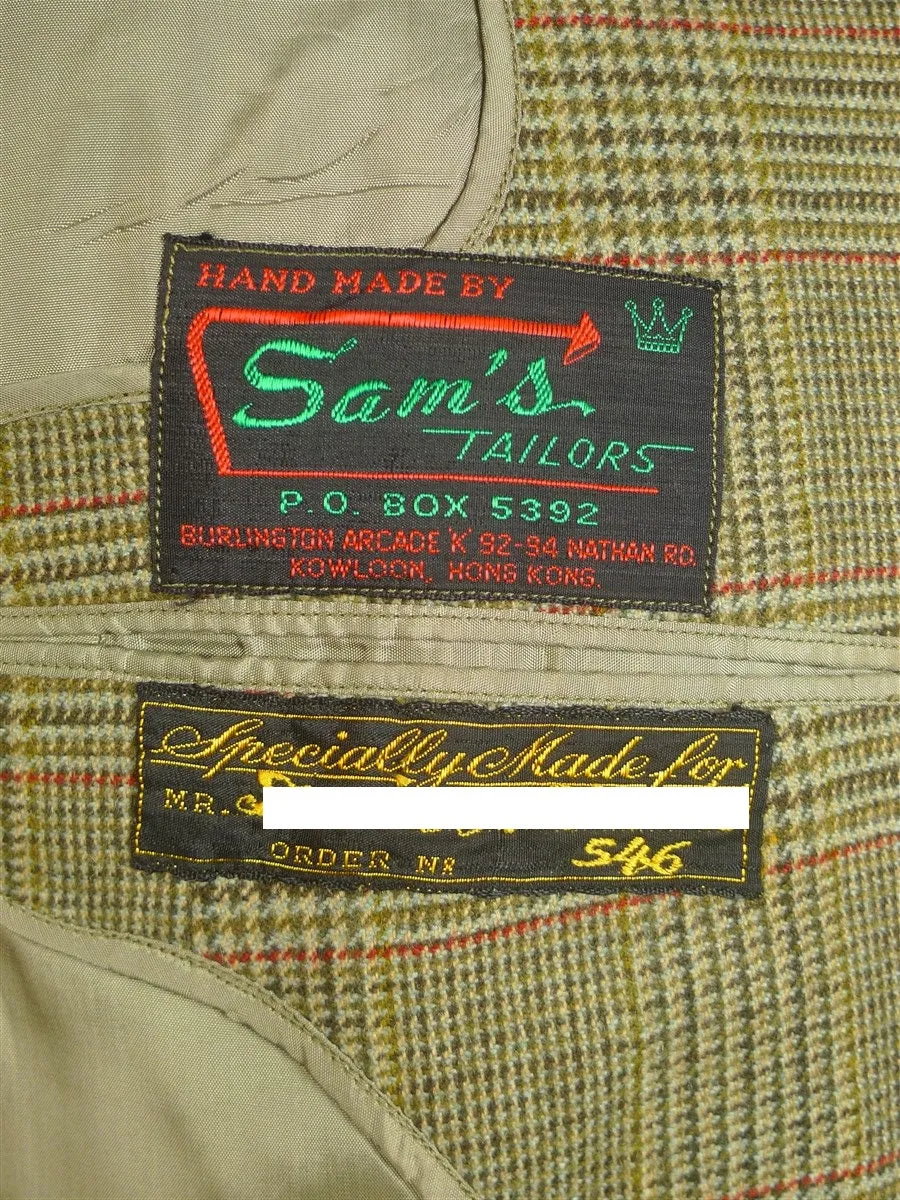 HAND MADE BY
Sam's
TAILORS
P.O. BOX 5392
BURLINGTON ARCADE 'K' 92-94 NATHAN RD.
KOWLOON, HONG KONG.
Specially Made for
MR.
ORDER Nº 546